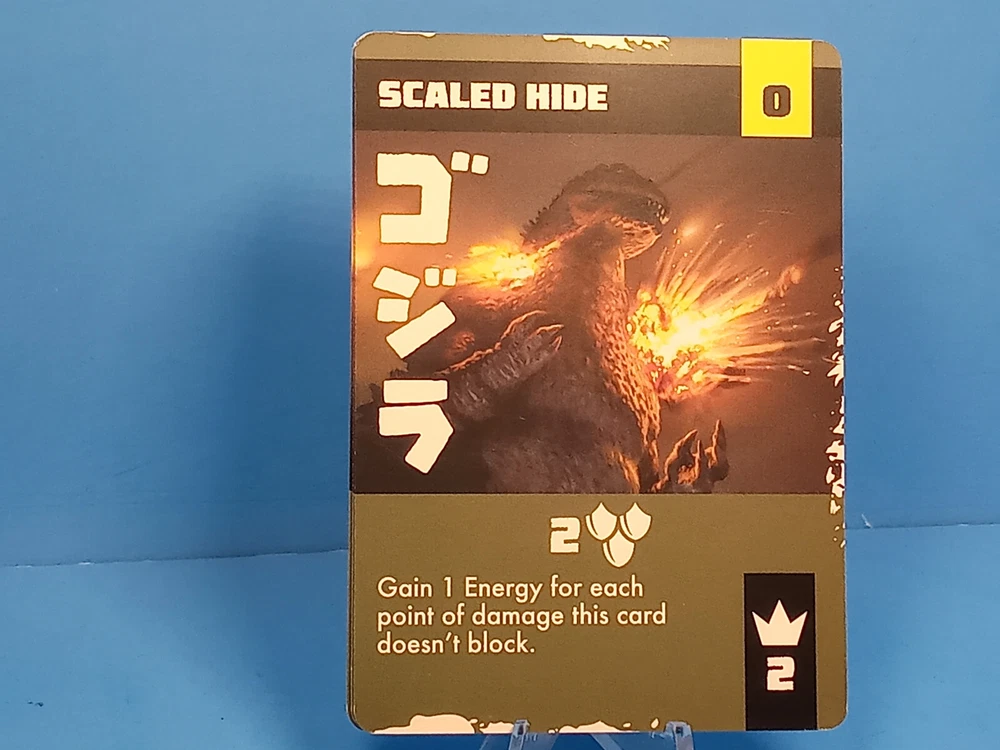 SCALED HIDE
0
ゴジラ
2
Gain 1 Energy for each
point of damage this card
doesn't block.
2